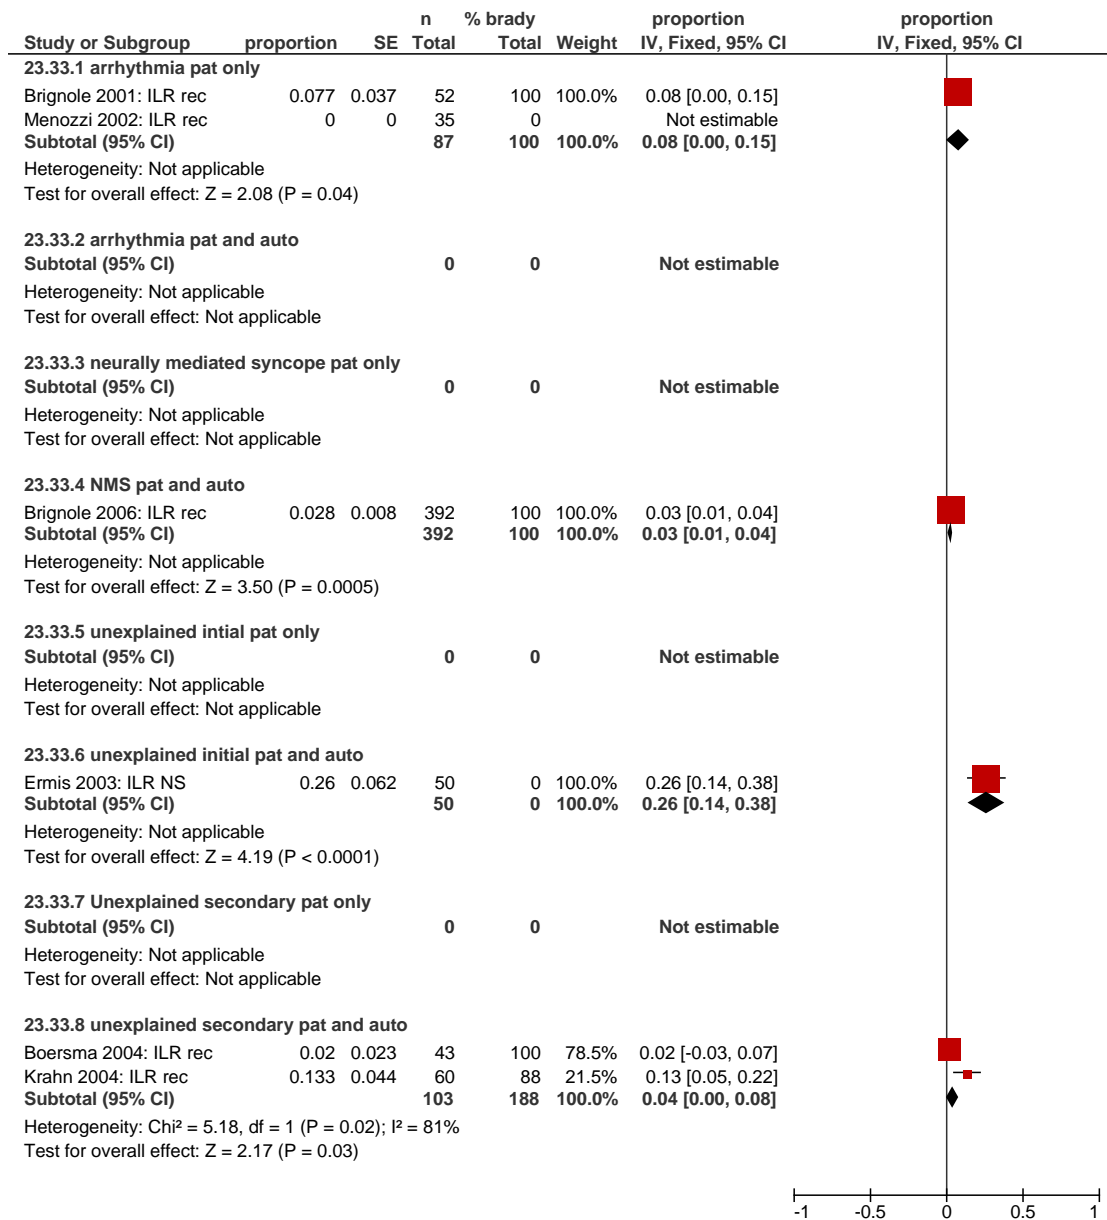 n % brady proportion proportion
Study or Subgroup proportion SE Total Total Weight IV, Fixed, 95% CI IV, Fixed, 95% CI
23.33.1 arrhythmia pat only
Brignole 2001: ILR rec 0.077 0.037 52 100 100.0% 0.08 [0.00, 0.15]
Menozzi 2002: ILR rec 0 0 35 0 Not estimable
Subtotal (95% CI) 87 100 100.0% 0.08 [0.00, 0.15]
Heterogeneity: Not applicable
Test for overall effect: Z = 2.08 (P = 0.04)
23.33.2 arrhythmia pat and auto
Subtotal (95% CI) 0 0 Not estimable
Heterogeneity: Not applicable
Test for overall effect: Not applicable
23.33.3 neurally mediated syncope pat only
Subtotal (95% CI) 0 0 Not estimable
Heterogeneity: Not applicable
Test for overall effect: Not applicable
23.33.4 NMS pat and auto
Brignole 2006: ILR rec 0.028 0.008 392 100 100.0% 0.03 [0.01, 0.04]
Subtotal (95% CI) 392 100 100.0% 0.03 [0.01, 0.04]
Heterogeneity: Not applicable
Test for overall effect: Z = 3.50 (P = 0.0005)
23.33.5 unexplained intial pat only
Subtotal (95% CI) 0 0 Not estimable
Heterogeneity: Not applicable
Test for overall effect: Not applicable
23.33.6 unexplained initial pat and auto
Ermis 2003: ILR NS 0.26 0.062 50 0 100.0% 0.26 [0.14, 0.38]
Subtotal (95% CI) 50 0 100.0% 0.26 [0.14, 0.38]
Heterogeneity: Not applicable
Test for overall effect: Z = 4.19 (P < 0.0001)
23.33.7 Unexplained secondary pat only
Subtotal (95% CI) 0 0 Not estimable
Heterogeneity: Not applicable
Test for overall effect: Not applicable
23.33.8 unexplained secondary pat and auto
Boersma 2004: ILR rec 0.02 0.023 43 100 78.5% 0.02 [-0.03, 0.07]
Krahn 2004: ILR rec 0.133 0.044 60 88 21.5% 0.13 [0.05, 0.22]
Subtotal (95% CI) 103 188 100.0% 0.04 [0.00, 0.08]
Heterogeneity: Chi² = 5.18, df = 1 (P = 0.02); I² = 81%
Test for overall effect: Z = 2.17 (P = 0.03)
-1 -0.5 0 0.5 1